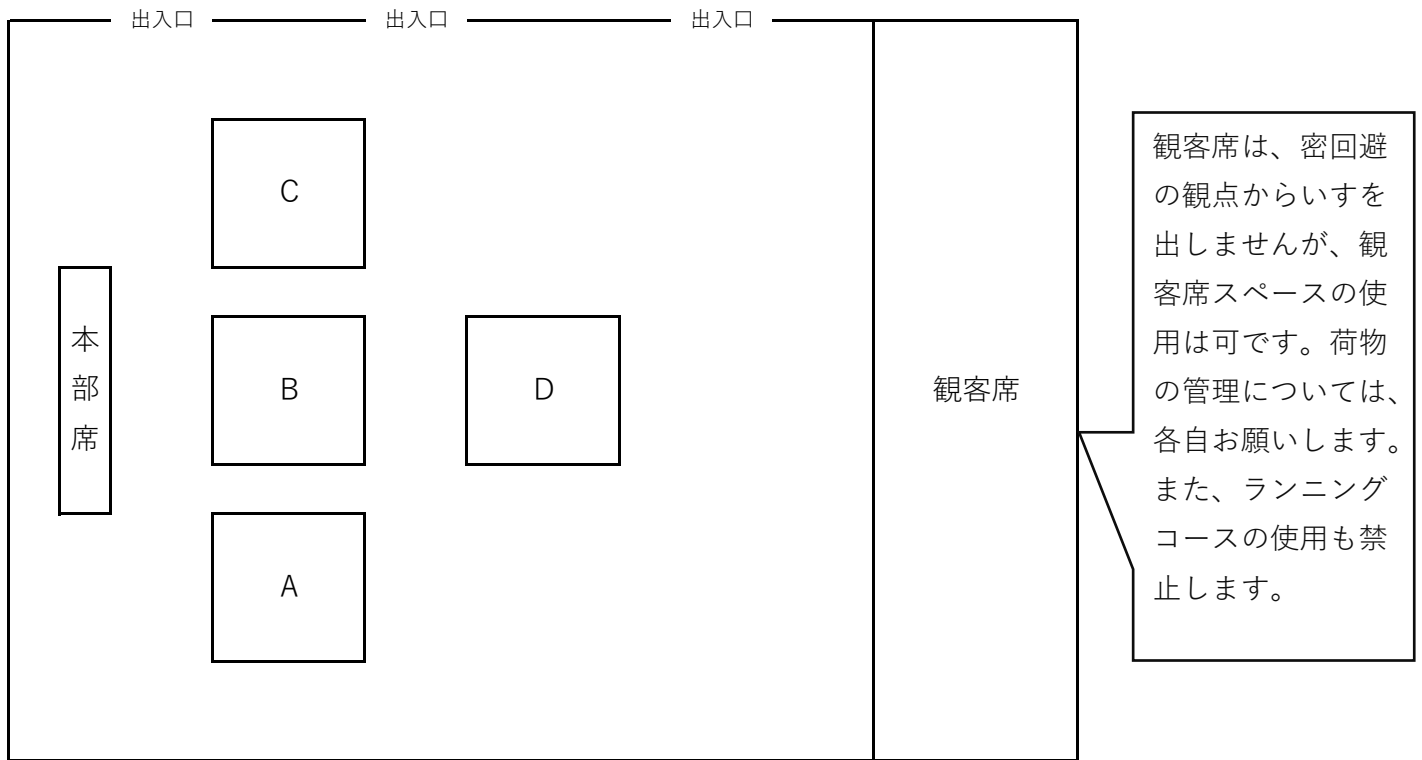 出入口
出入口
出入口
C
本部席
B
D
観客席
A
観客席は、密回避
の観点からいすを
出しませんが、観
客席スペースの使
用は可です。荷物
の管理については、
各自お願いします。
また、ランニング
コースの使用も禁
止します。